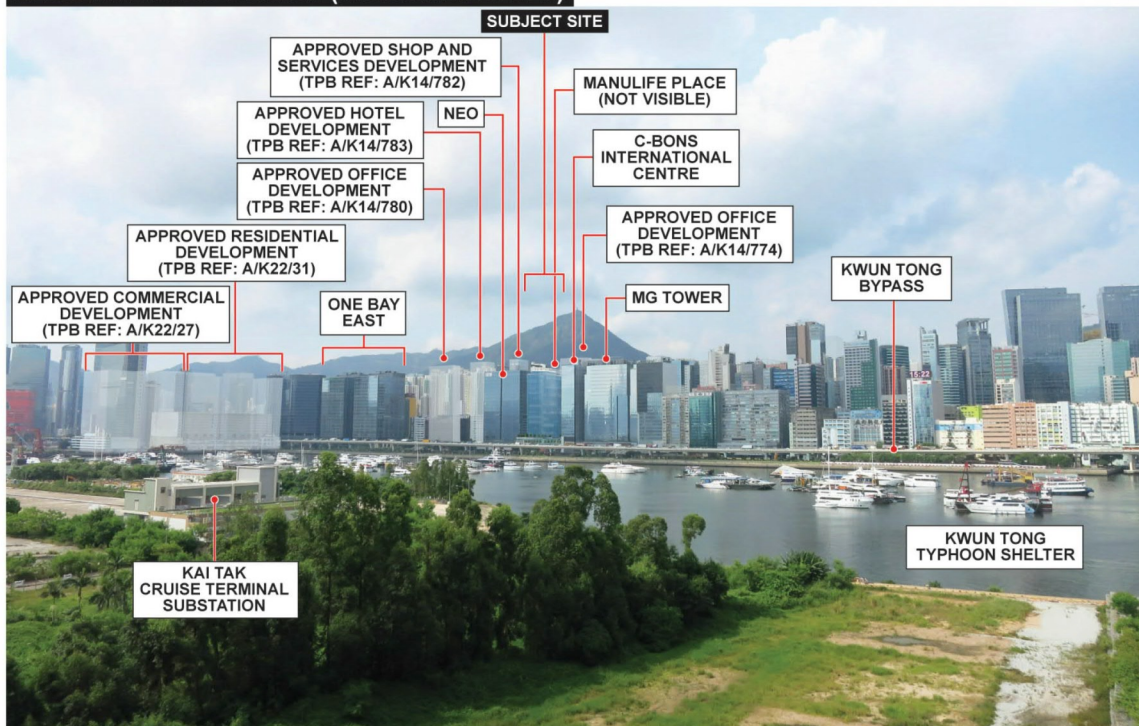 SUBJECT SITE
APPROVED SHOP AND
SERVICES DEVELOPMENT
(TPB REF: A/K14/782)
MANULIFE PLACE
(NOT VISIBLE)
APPROVED HOTEL
DEVELOPMENT
(TPB REF: A/K14/783)
NEO
C-BONS
INTERNATIONAL
CENTRE
APPROVED OFFICE
DEVELOPMENT
(TPB REF: A/K14/780)
APPROVED OFFICE
DEVELOPMENT
(TPB REF: A/K14/774)
APPROVED RESIDENTIAL
DEVELOPMENT
(TPB REF: A/K22/31)
KWUN TONG
BYPASS
APPROVED COMMERCIAL
DEVELOPMENT
(TPB REF: A/K22/27)
ONE BAY
EAST
MG TOWER
15:22
KWUN TONG
TYPHOON SHELTER
KAI TAK
CRUISE TERMINAL
SUBSTATION